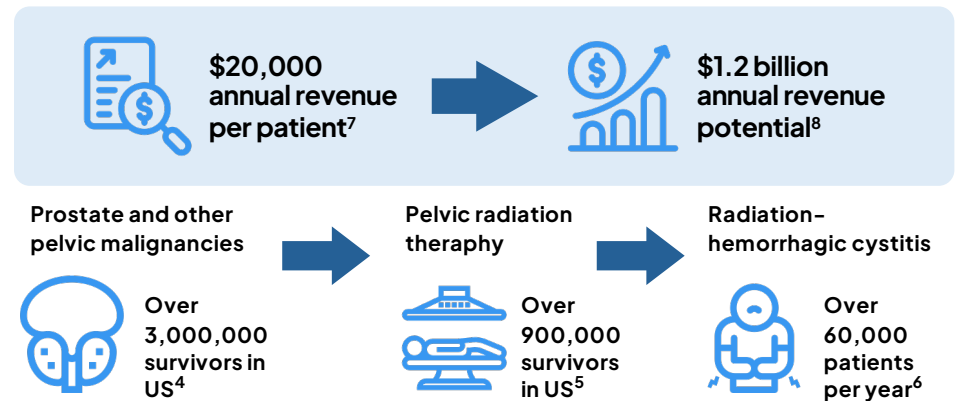 $20,000
annual revenue
per patient⁷
$1.2 billion
annual revenue
potential⁸
Prostate and other
pelvic malignancies
Over
3,000,000
survivors in
US⁴
Pelvic radiation
theraphy
Over
900,000
survivors
in US⁵
Radiation-
hemorrhagic cystitis
Over
60,000
patients
per year⁶